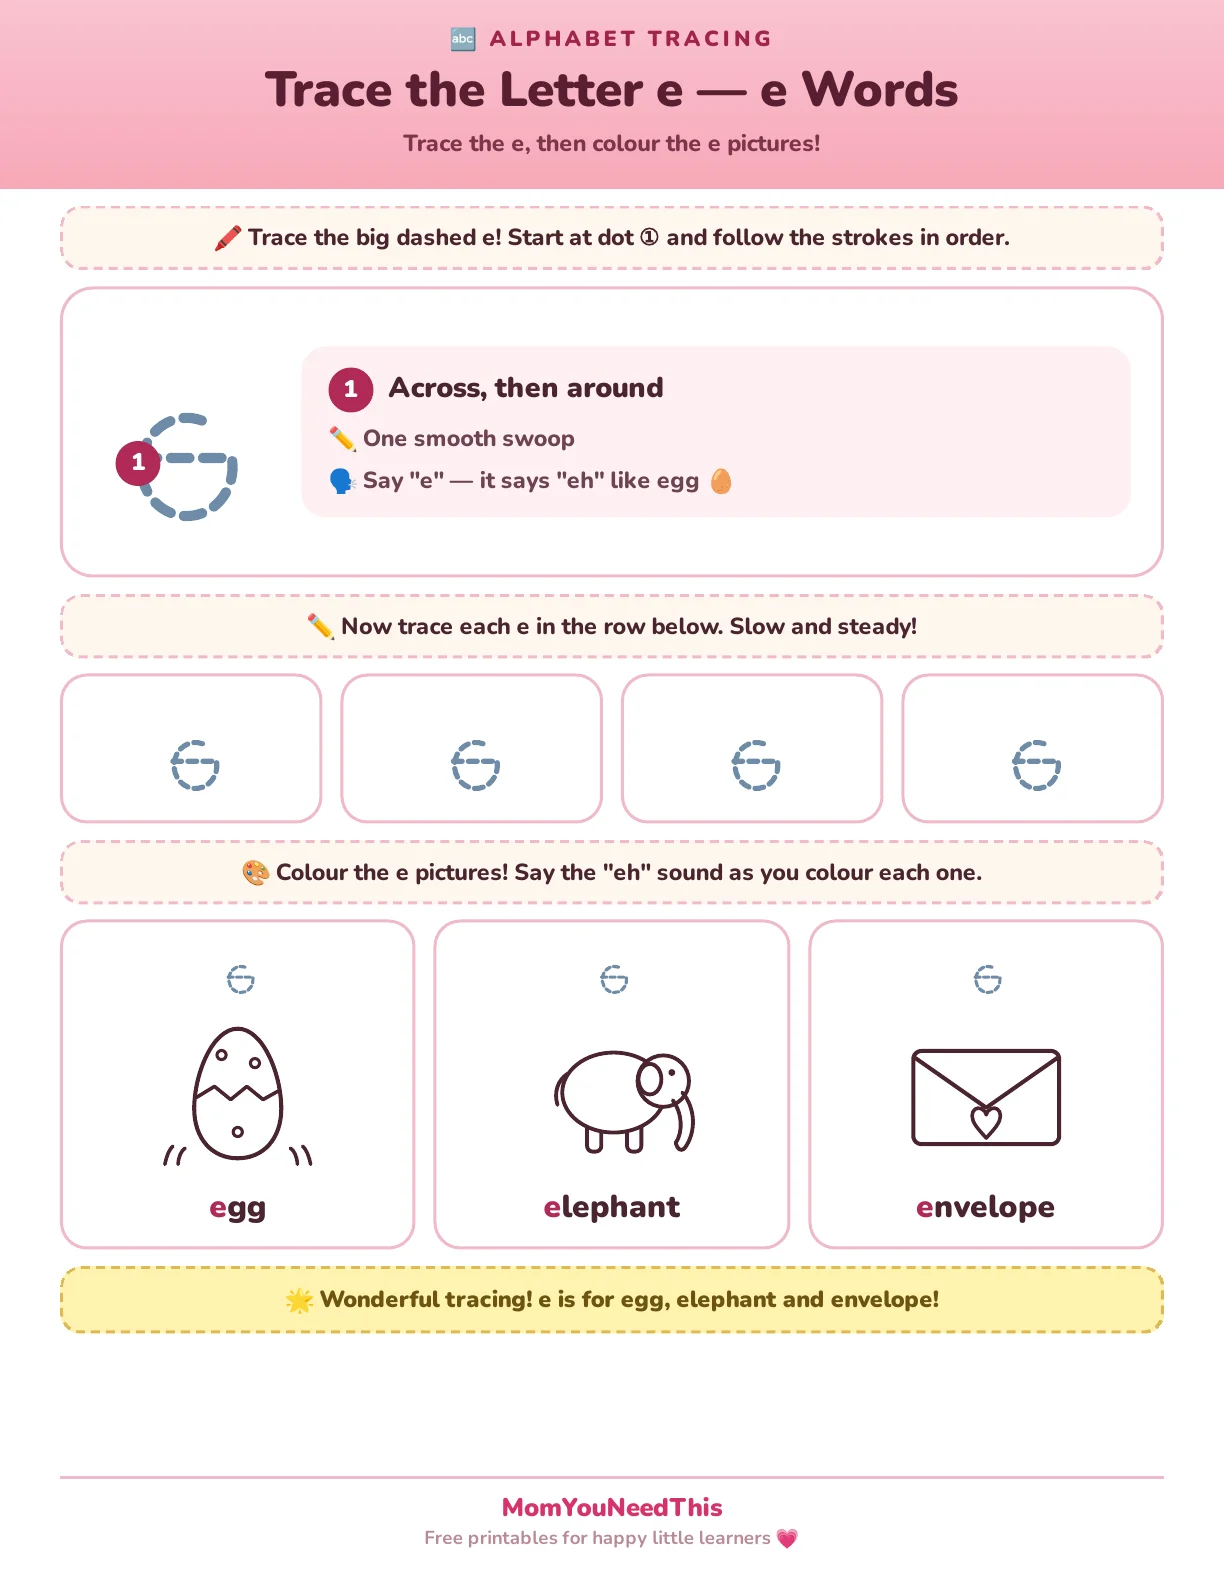 🔤 ALPHABET TRACING
Trace the Letter e — e Words
Trace the e, then colour the e pictures!
🖍️ Trace the big dashed e! Start at dot ① and follow the strokes in order.
1
1 Across, then around
✏️ One smooth swoop
🗣️ Say "e" — it says "eh" like egg 🥚
✏️ Now trace each e in the row below. Slow and steady!
🎨 Colour the e pictures! Say the "eh" sound as you colour each one.
egg elephant envelope
🌟 Wonderful tracing! e is for egg, elephant and envelope!
MomYouNeedThis
Free printables for happy little learners 💗